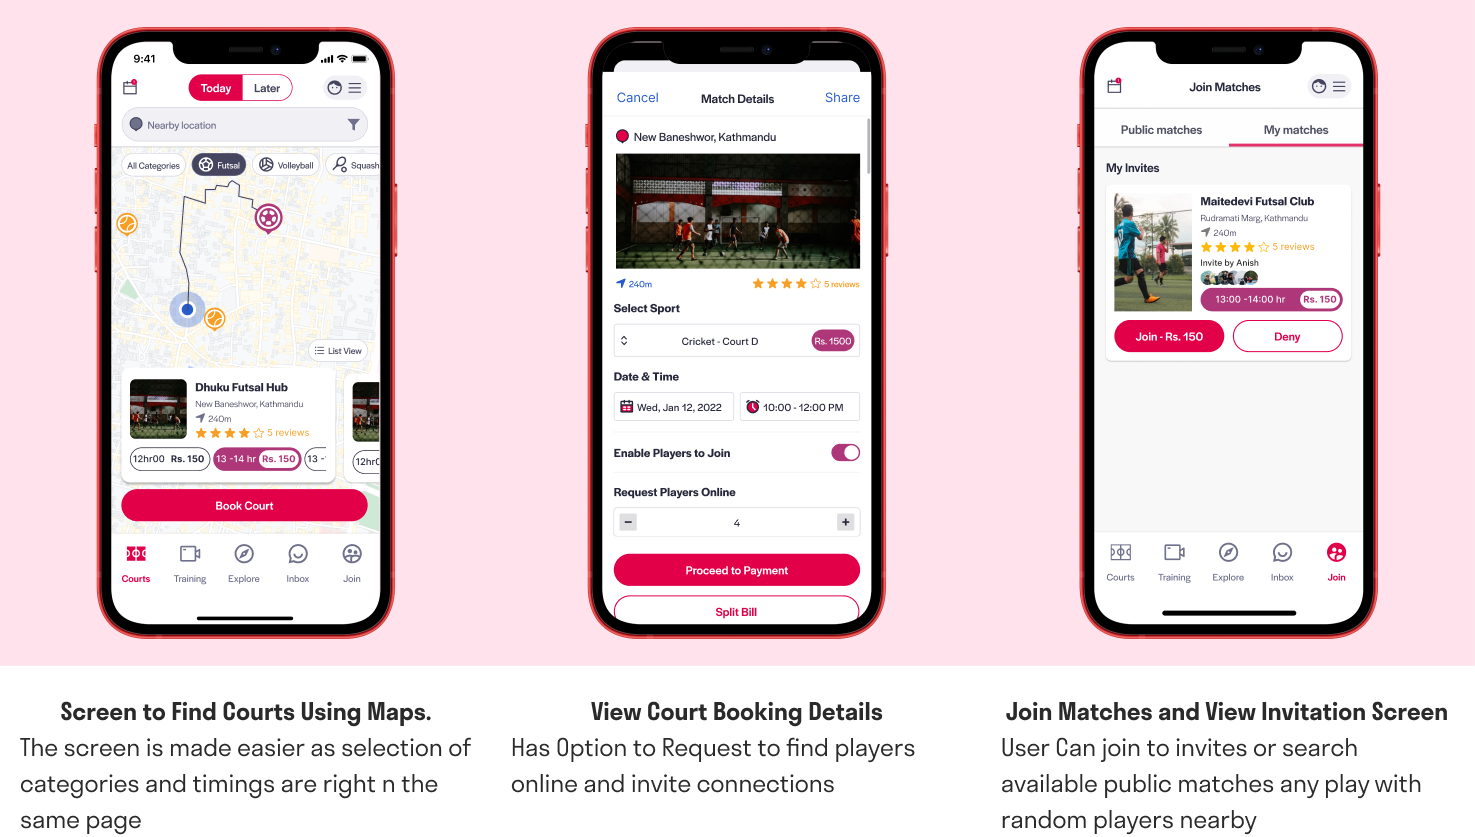 9:41
Today
Later
Nearby location
All Categories
Futsal
Volleyball
Squash
List View
Dhuku Futsal Hub
New Baneshwor, Kathmandu
240m
5 reviews
12hr00 Rs. 150
13 -14 hr Rs. 150
13 -
12hr
Book Court
Courts
Training
Explore
Inbox
Join
Cancel
Match Details
Share
New Baneshwor, Kathmandu
240m
5 reviews
Select Sport
Cricket - Court D
Rs. 1500
Date & Time
Wed, Jan 12, 2022
10:00 - 12:00 PM
Enable Players to Join
Request Players Online
−
4
+
Proceed to Payment
Split Bill
Join Matches
Public matches
My matches
My Invites
Maitedevi Futsal Club
Rudramati Marg, Kathmandu
240m
5 reviews
Invite by Anish
13:00 -14:00 hr
Rs. 150
Join - Rs. 150
Deny
Courts
Training
Explore
Inbox
Join
Screen to Find Courts Using Maps.
The screen is made easier as selection of
categories and timings are right n the
same page
View Court Booking Details
Has Option to Request to find players
online and invite connections
Join Matches and View Invitation Screen
User Can join to invites or search
available public matches any play with
random players nearby